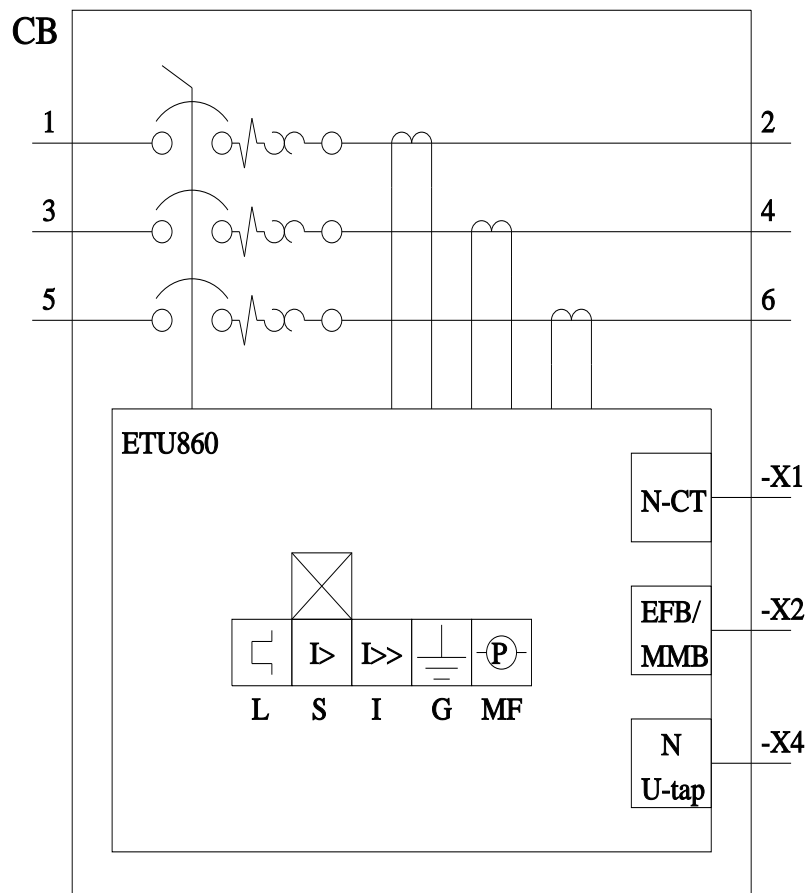 CB
1
2
3
4
5
6
ETU860
N-CT
-X1
EFB/
MMB
-X2
I>
I>>
P
L S I G MF
N
U-tap
-X4